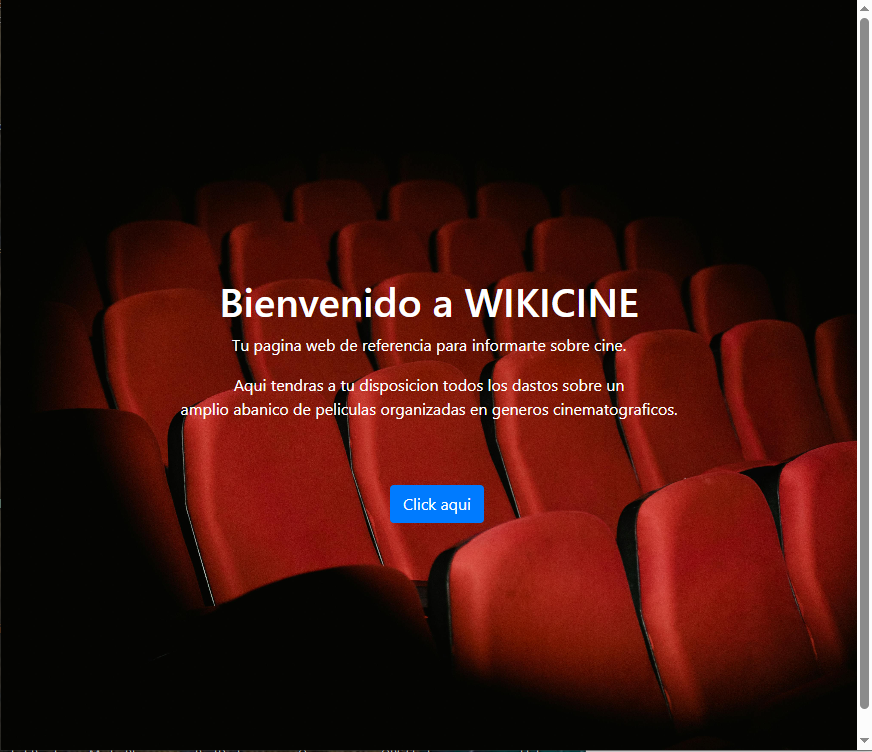 Bienvenido a WIKICINE
Tu pagina web de referencia para informarte sobre cine.
Aqui tendras a tu disposicion todos los dastos sobre un
amplio abanico de peliculas organizadas en generos cinematograficos.
Click aqui